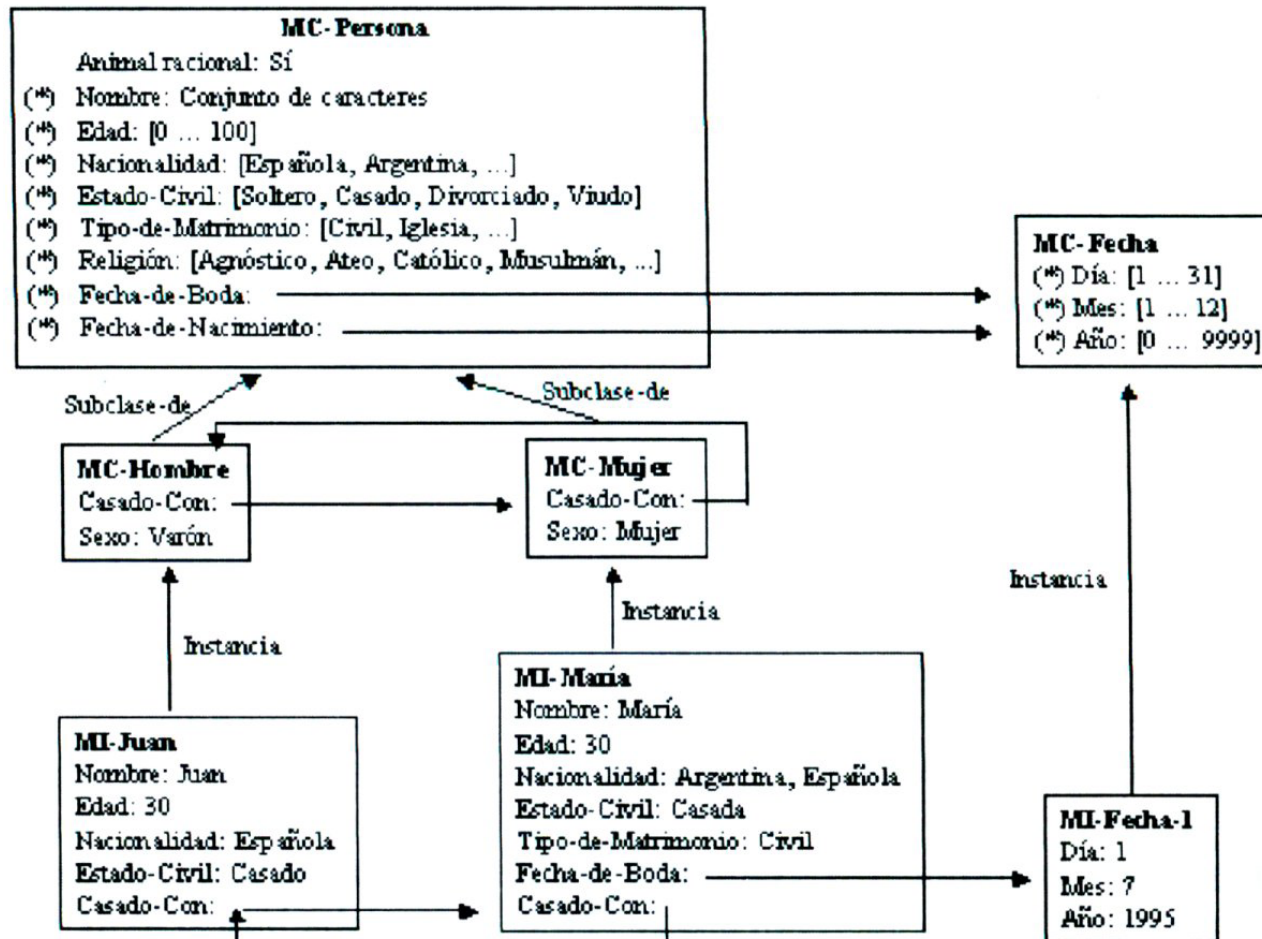 MC-Persona
Animal racional: Sí
(*) Nombre: Conjunto de caracteres
(*) Edad: [0 ... 100]
(*) Nacionalidad: [Española, Argentina, ...]
(*) Estado-Civil: [Soltero, Casado, Divorciado, Viudo]
(*) Tipo-de-Matrimonio: [Civil, Iglesia, ...]
(*) Religión: [Agnóstico, Ateo, Católico, Musulmán, ...]
(*) Fecha-de-Boda:
(*) Fecha-de-Nacimiento:
MC-Fecha
(*) Día: [1 ... 31]
(*) Mes: [1 ... 12]
(*) Año: [0 ... 9999]
Subclase-de
Subclase-de
MC-Hombre
Casado-Con:
Sexo: Varón
MC-Mujer
Casado-Con:
Sexo: Mujer
Instancia
Instancia
Instancia
MI-Juan
Nombre: Juan
Edad: 30
Nacionalidad: Española
Estado-Civil: Casado
Casado-Con:
MI-María
Nombre: María
Edad: 30
Nacionalidad: Argentina, Española
Estado-Civil: Casada
Tipo-de-Matrimonio: Civil
Fecha-de-Boda:
Casado-Con:
MI-Fecha-1
Día: 1
Mes: 7
Año: 1995